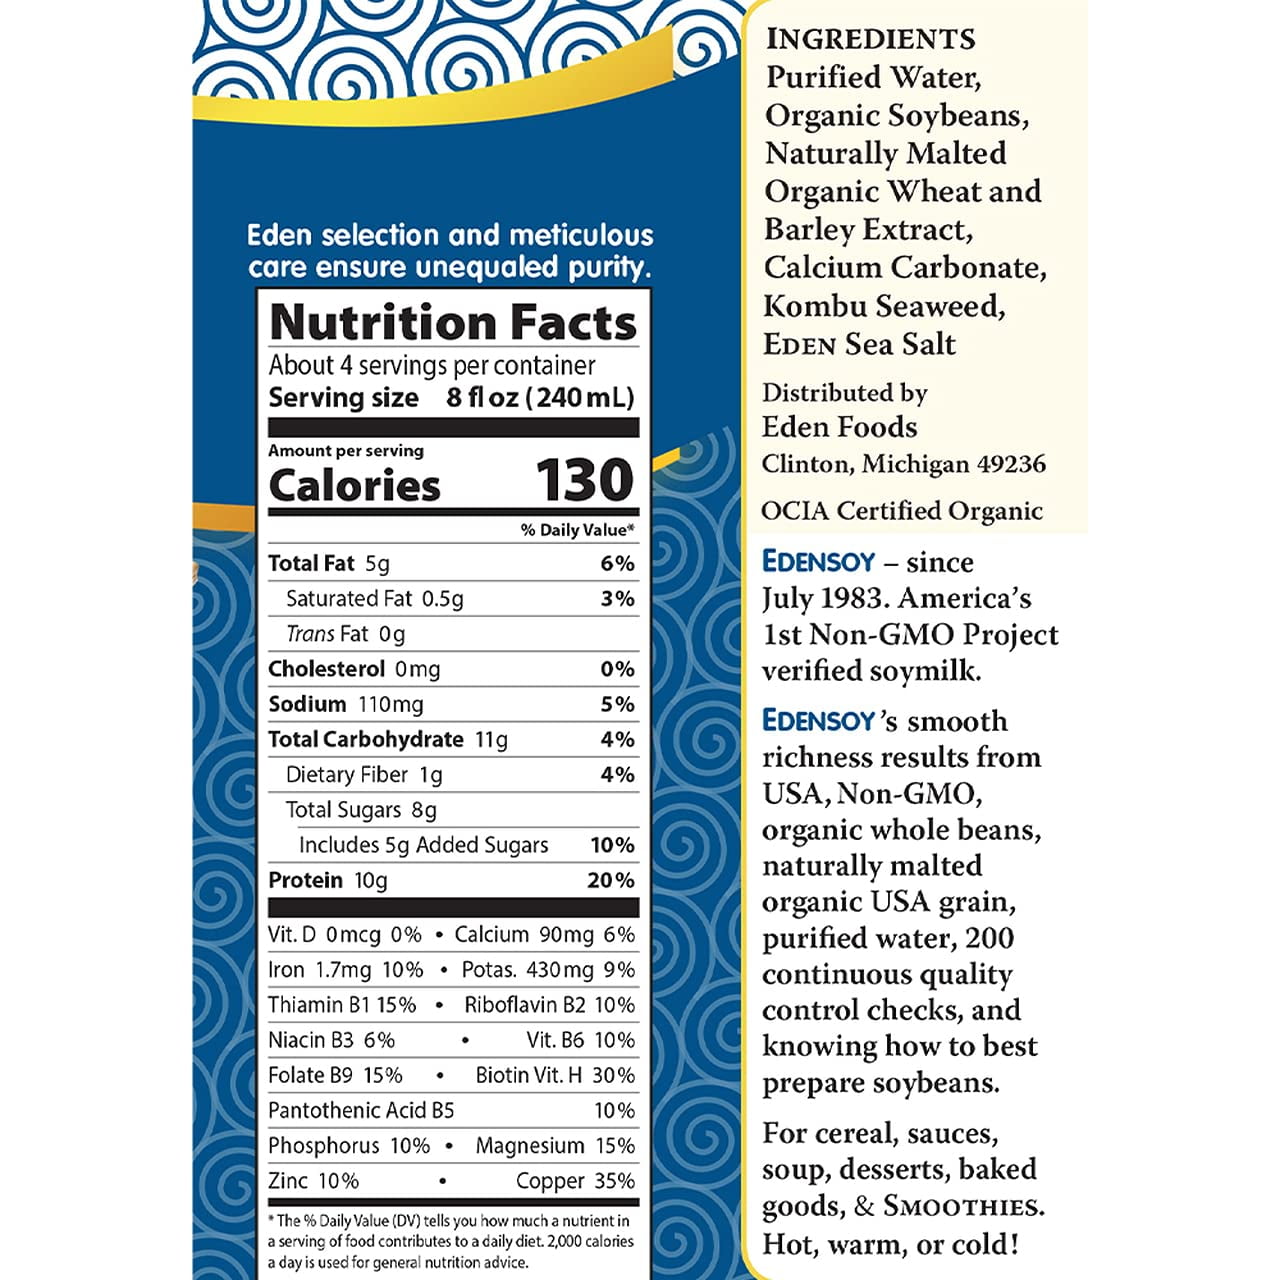 Eden selection and meticulous
care ensure unequaled purity.
Nutrition Facts
About 4 servings per container
Serving size 8 fl oz (240 mL)
Amount per serving
Calories 130
% Daily Value*
Total Fat 5g 6%
Saturated Fat 0.5g 3%
Trans Fat 0g
Cholesterol 0mg 0%
Sodium 110mg 5%
Total Carbohydrate 11g 4%
Dietary Fiber 1g 4%
Total Sugars 8g
Includes 5g Added Sugars 10%
Protein 10g 20%
Vit. D 0mcg 0% • Calcium 90mg 6%
Iron 1.7mg 10% • Potas. 430mg 9%
Thiamin B1 15% • Riboflavin B2 10%
Niacin B3 6% • Vit. B6 10%
Folate B9 15% • Biotin Vit. H 30%
Pantothenic Acid B5 10%
Phosphorus 10% • Magnesium 15%
Zinc 10% • Copper 35%
* The % Daily Value (DV) tells you how much a nutrient in
a serving of food contributes to a daily diet. 2,000 calories
a day is used for general nutrition advice.
INGREDIENTS
Purified Water,
Organic Soybeans,
Naturally Malted
Organic Wheat and
Barley Extract,
Calcium Carbonate,
Kombu Seaweed,
EDEN Sea Salt
Distributed by
Eden Foods
Clinton, Michigan 49236
OCIA Certified Organic
EDENSOY – since
July 1983. America's
1st Non-GMO Project
verified soymilk.
EDENSOY's smooth
richness results from
USA, Non-GMO,
organic whole beans,
naturally malted
organic USA grain,
purified water, 200
continuous quality
control checks, and
knowing how to best
prepare soybeans.
For cereal, sauces,
soup, desserts, baked
goods, & SMOOTHIES.
Hot, warm, or cold!